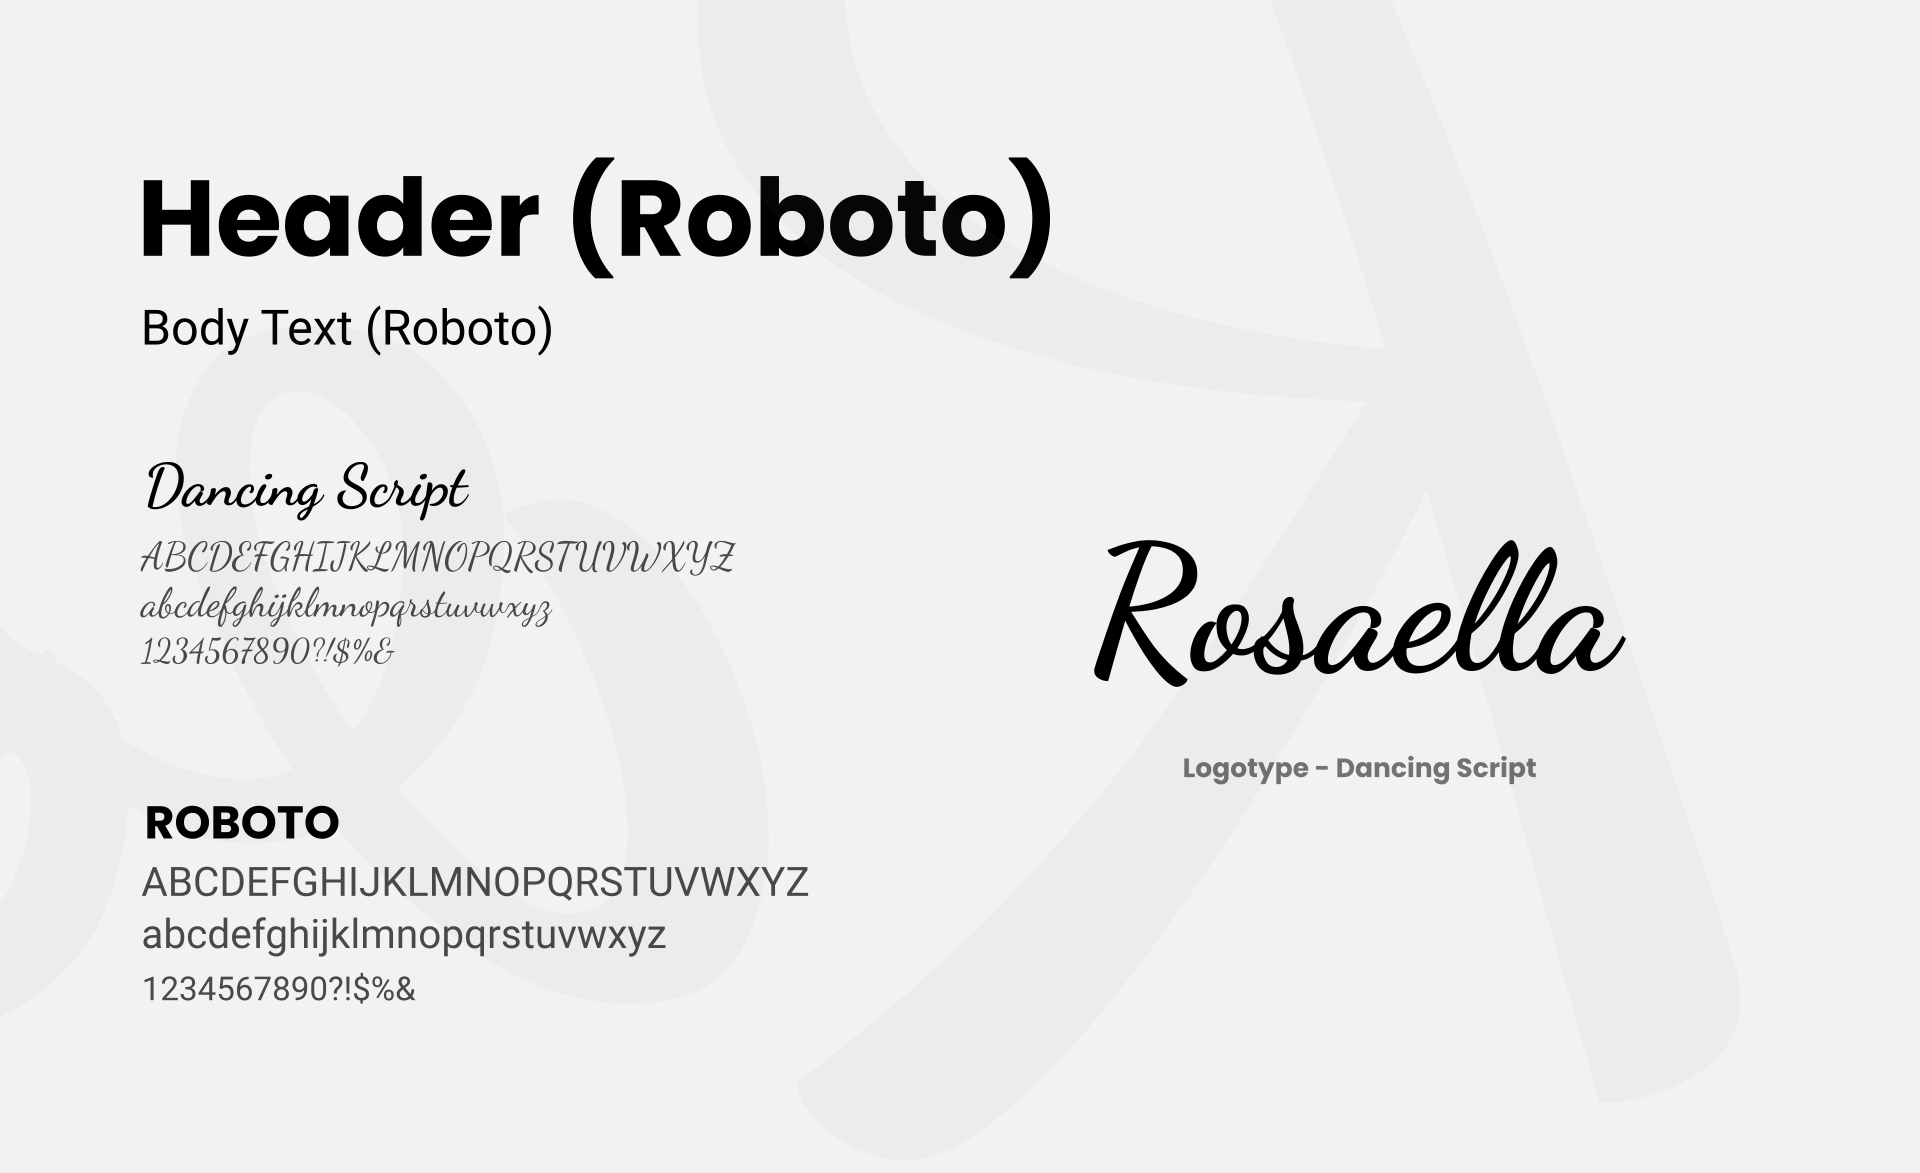 Header (Roboto)
Body Text (Roboto)
Dancing Script
ABCDEFGHIJKLMNOPQRSTUVWXYZ
abcdefghijklmnopqrstuvwxyz
1234567890?!$%&
Rosaella
Logotype - Dancing Script
ROBOTO
ABCDEFGHIJKLMNOPQRSTUVWXYZ
abcdefghijklmnopqrstuvwxyz
1234567890?!$%&